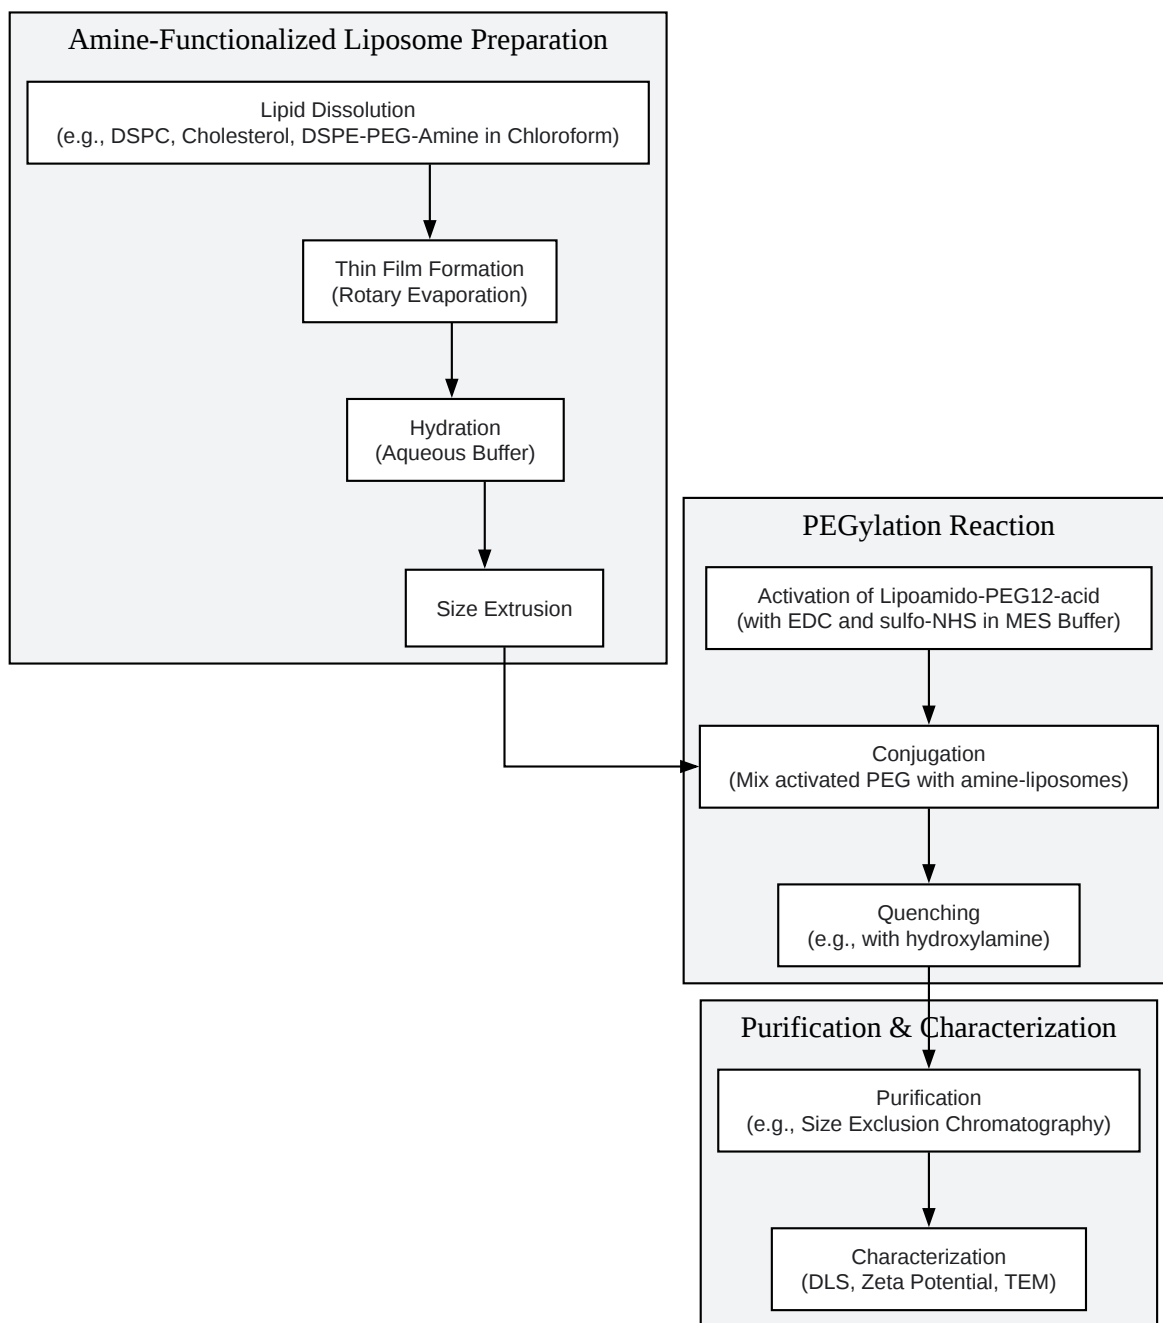 Amine-Functionalized Liposome Preparation
Lipid Dissolution
(e.g., DSPC, Cholesterol, DSPE-PEG-Amine in Chloroform)
Thin Film Formation
(Rotary Evaporation)
Hydration
(Aqueous Buffer)
Size Extrusion
PEGylation Reaction
Activation of Lipoamido-PEG12-acid
(with EDC and sulfo-NHS in MES Buffer)
Conjugation
(Mix activated PEG with amine-liposomes)
Quenching
(e.g., with hydroxylamine)
Purification & Characterization
Purification
(e.g., Size Exclusion Chromatography)
Characterization
(DLS, Zeta Potential, TEM)